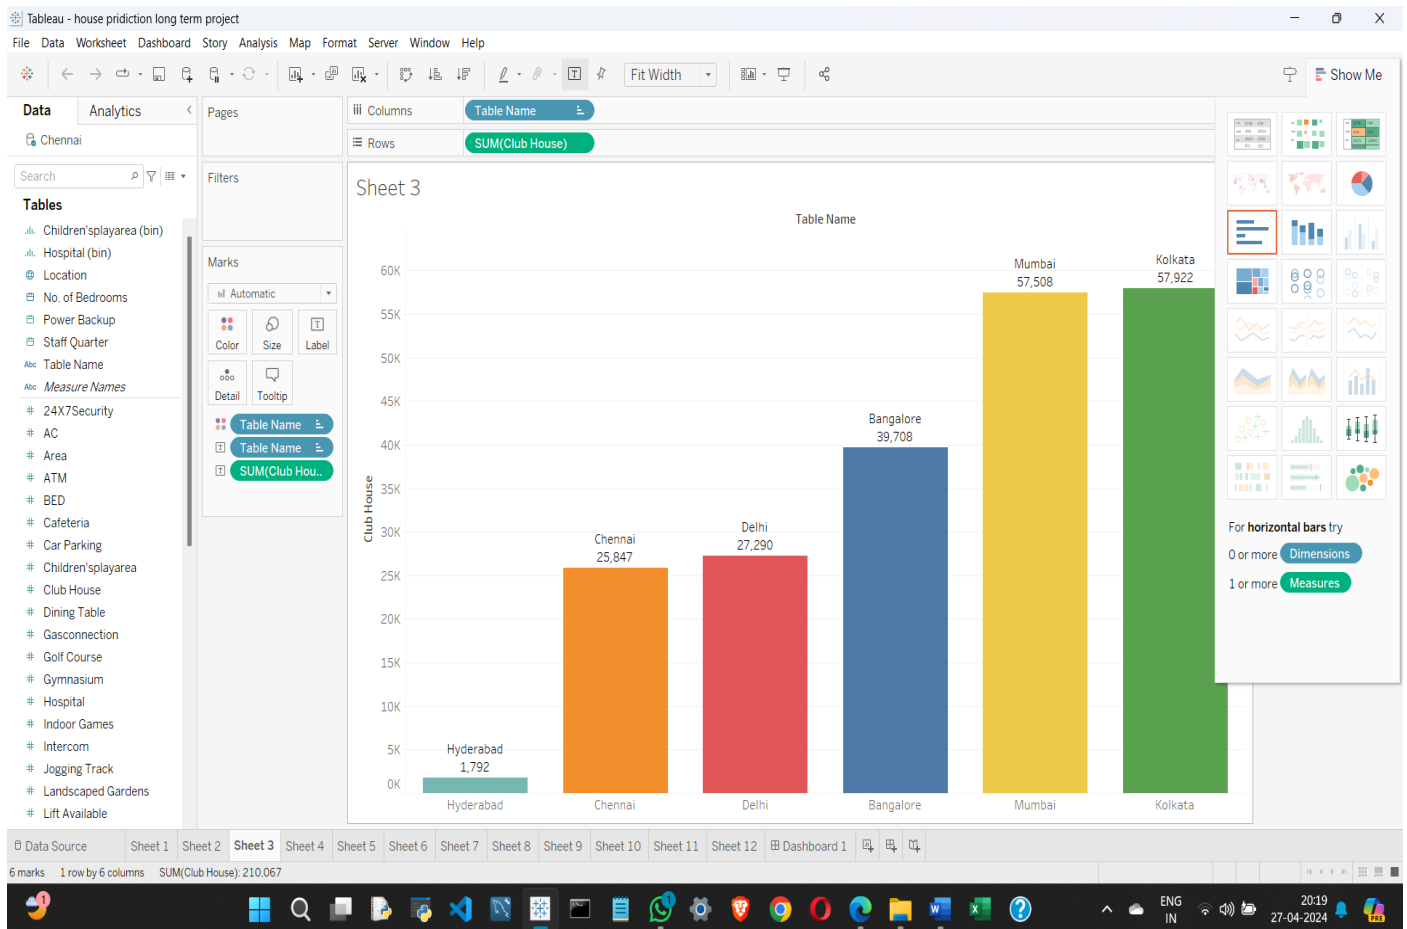 Tableau - house pridiction long term project
File Data Worksheet Dashboard Story Analysis Map Format Server Window Help
Fit Width
Show Me
Data Analytics
Chennai
Search
Tables
Children'splayarea (bin)
Hospital (bin)
Location
No. of Bedrooms
Power Backup
Staff Quarter
Abc Table Name
Abc Measure Names
# 24X7Security
# AC
# Area
# ATM
# BED
# Cafeteria
# Car Parking
# Children'splayarea
# Club House
# Dining Table
# Gasconnection
# Golf Course
# Gymnasium
# Hospital
# Indoor Games
# Intercom
# Jogging Track
# Landscaped Gardens
# Lift Available
Pages
Filters
Marks
Automatic
Color Size Label
Detail Tooltip
Table Name
Table Name
SUM(Club Hou..
Columns Table Name
Rows SUM(Club House)
Sheet 3
Table Name
Club House
60K
55K
50K
45K
40K
35K
30K
25K
20K
15K
10K
5K
0K
Hyderabad
1,792
Chennai
25,847
Delhi
27,290
Bangalore
39,708
Mumbai
57,508
Kolkata
57,922
Hyderabad Chennai Delhi Bangalore Mumbai Kolkata
For horizontal bars try
0 or more Dimensions
1 or more Measures
Data Source Sheet 1 Sheet 2 Sheet 3 Sheet 4 Sheet 5 Sheet 6 Sheet 7 Sheet 8 Sheet 9 Sheet 10 Sheet 11 Sheet 12 Dashboard 1
6 marks 1 row by 6 columns SUM(Club House): 210,067
1
1
ENG
IN
20:19
27-04-2024
PRE